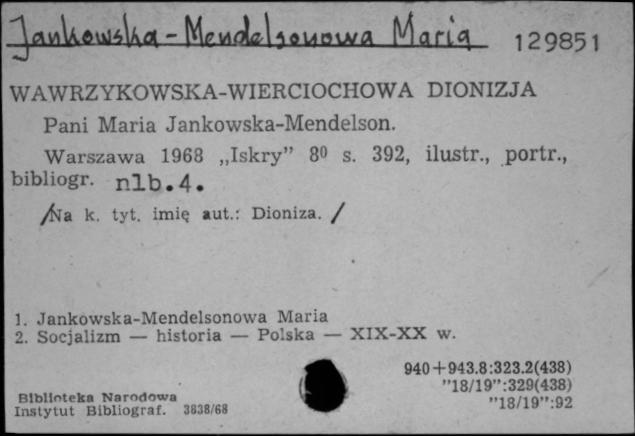 Jankowska-Mendelsonowa Maria 129851
WAWRZYKOWSKA-WIERCIOCHOWA DIONIZJA
Pani Maria Jankowska-Mendelson.
Warszawa 1968 „Iskry” 8⁰ s. 392, ilustr., portr.,
bibliogr. nlb.4.
/Na k. tyt. imię aut.: Dioniza. /
1. Jankowska-Mendelsonowa Maria
2. Socjalizm — historia — Polska — XIX-XX w.
940+943.8:323.2(438)
”18/19”:329(438)
”18/19”:92
Biblioteka Narodowa
Instytut Bibliograf. 3838/68